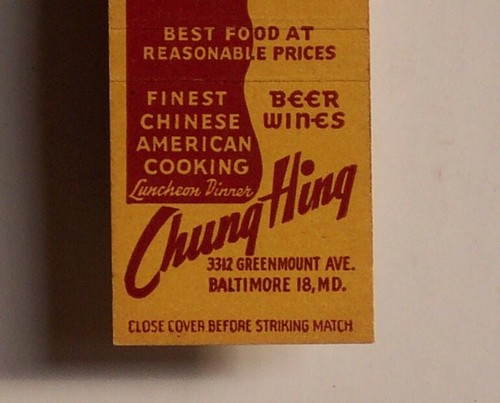 BEST FOOD AT
REASONABLE PRICES
FINEST
CHINESE
AMERICAN
COOKING
Luncheon Dinner
BEER
WINES
Chung Hing
3312 GREENMOUNT AVE.
BALTIMORE 18, MD.
CLOSE COVER BEFORE STRIKING MATCH